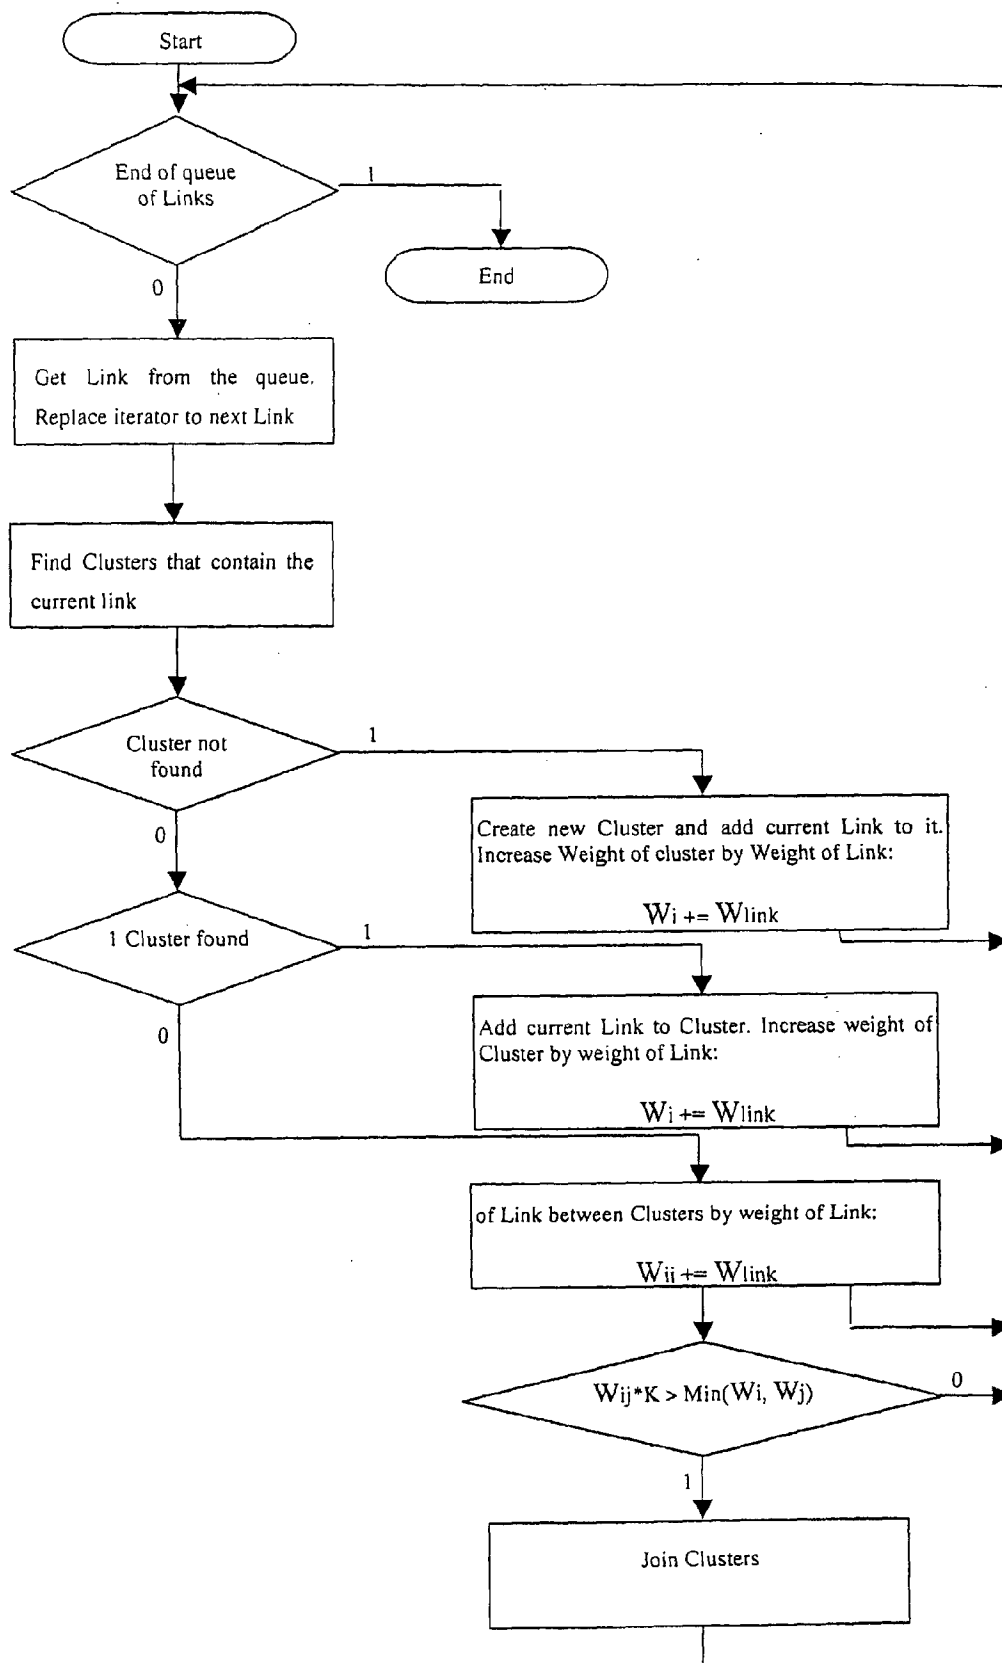 Start
End of queue
of Links
1
End
0
Get Link from the queue.
Replace iterator to next Link
Find Clusters that contain the
current link
Cluster not
found
1
0
Create new Cluster and add current Link to it.
Increase Weight of cluster by Weight of Link:
Wi += Wlink
1 Cluster found
1
0
Add current Link to Cluster. Increase weight of
Cluster by weight of Link:
Wi += Wlink
of Link between Clusters by weight of Link:
Wii += Wlink
Wij*K > Min(Wi, Wj)
0
1
Join Clusters